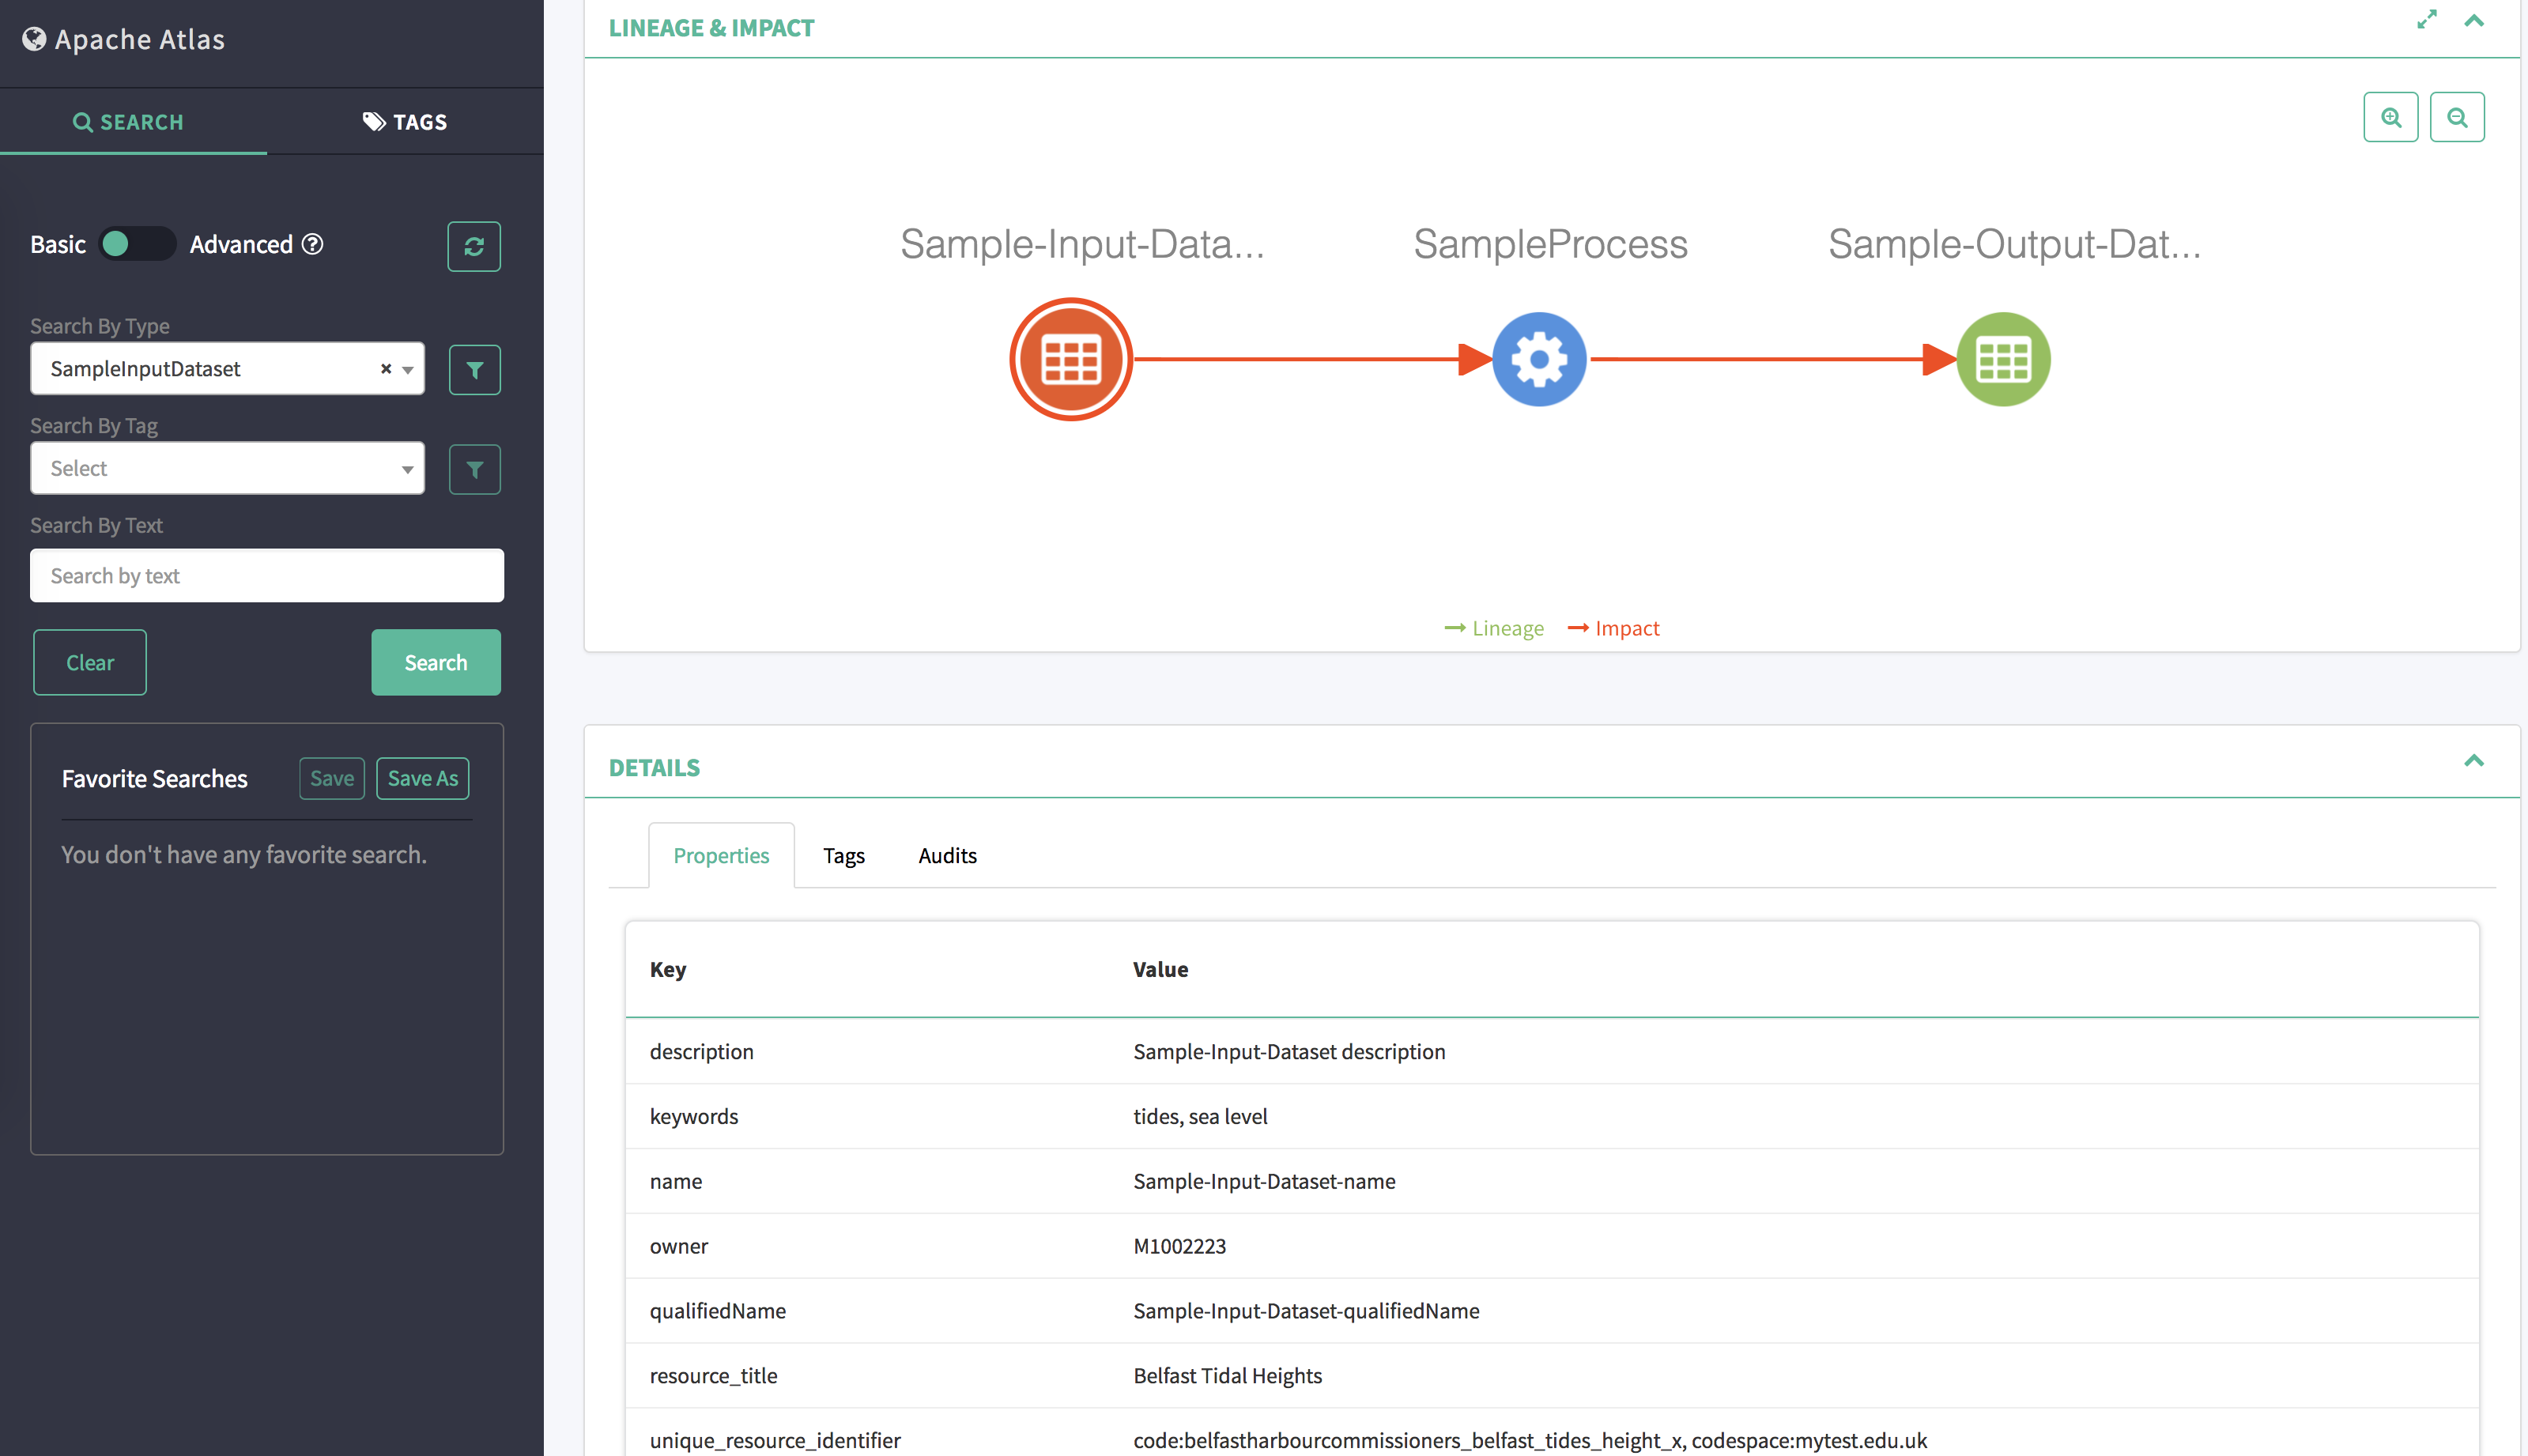 Apache Atlas
SEARCH TAGS
Basic Advanced
Search By Type
SampleInputDataset ×
Search By Tag
Select
Search By Text
Search by text
Clear Search
Favorite Searches Save Save As
You don't have any favorite search.
LINEAGE & IMPACT
Sample-Input-Data... SampleProcess Sample-Output-Dat...
Lineage Impact
DETAILS
Properties Tags Audits
Key Value
description Sample-Input-Dataset description
keywords tides, sea level
name Sample-Input-Dataset-name
owner M1002223
qualifiedName Sample-Input-Dataset-qualifiedName
resource_title Belfast Tidal Heights
unique_resource_identifier code:belfastharbourcommissioners_belfast_tides_height_x, codespace:mytest.edu.uk